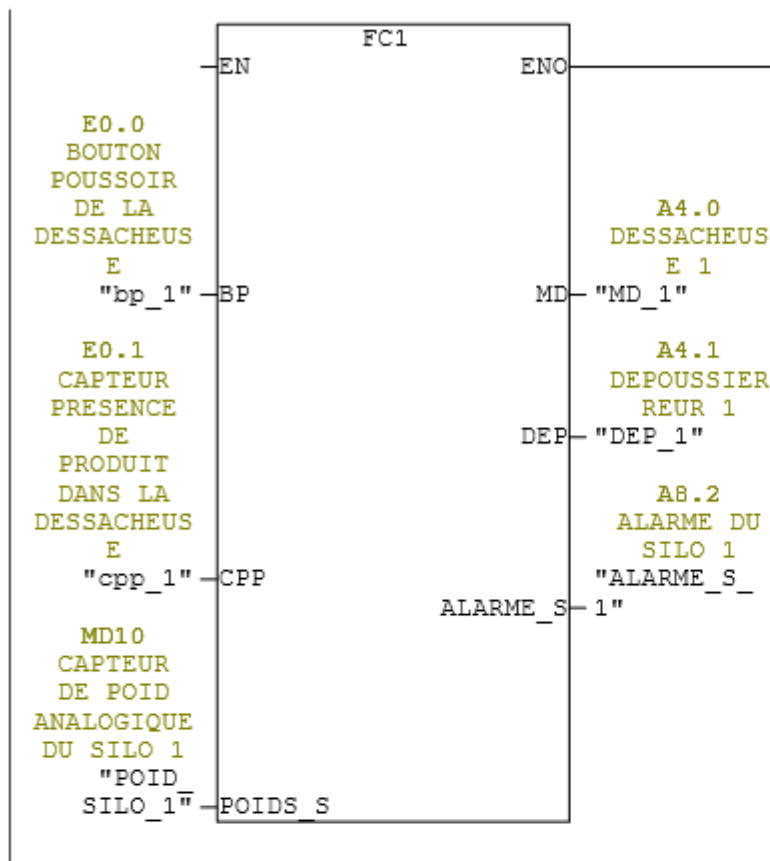 FC1
EN
ENO
E0.0
BOUTON
POUSSOIR
DE LA
DESSACHEUS
E
"bp_1"
BP
A4.0
DESSACHEUS
E 1
MD
"MD_1"
E0.1
CAPTEUR
PRESENCE
DE
PRODUIT
DANS LA
DESSACHEUS
E
"cpp_1"
CPP
A4.1
DEPOUSSIER
REUR 1
DEP
"DEP_1"
A8.2
ALARME DU
SILO 1
"ALARME_S_
ALARME_S
1"
MD10
CAPTEUR
DE POID
ANALOGIQUE
DU SILO 1
"POID_
SILO_1"
POIDS_S